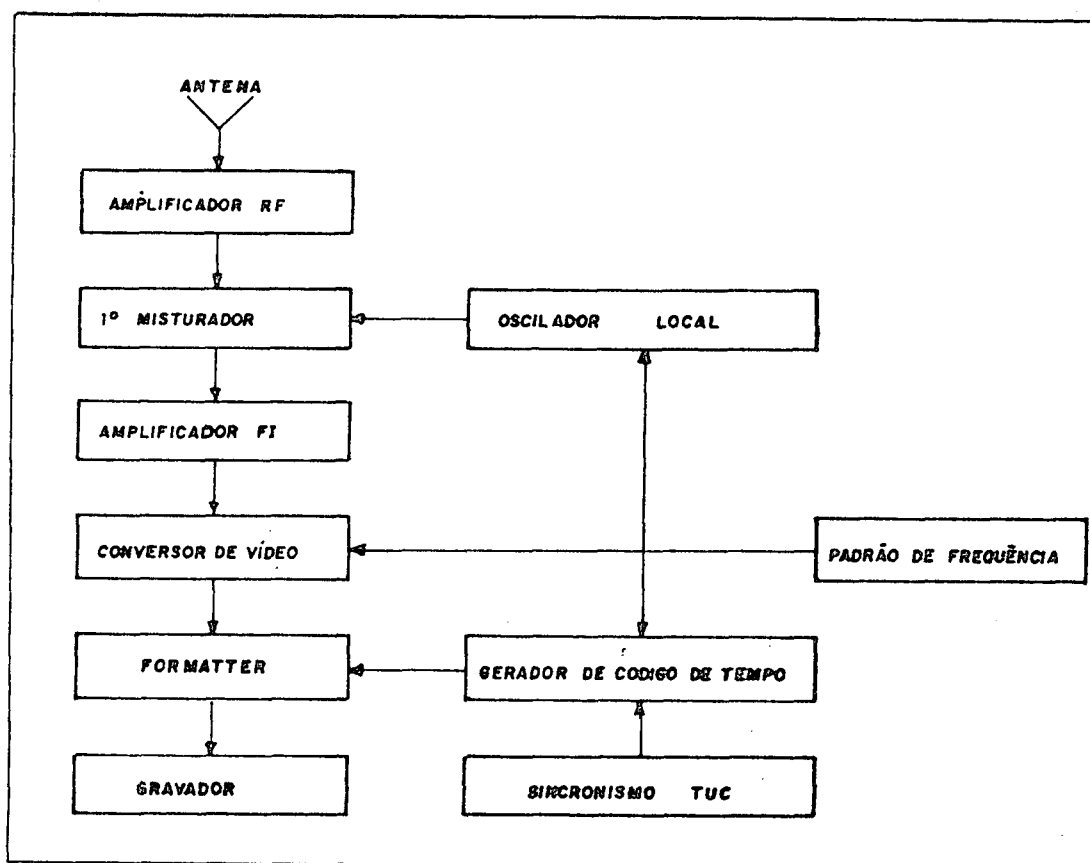 ANTENA
AMPLIFICADOR RF
1º MISTURADOR
OSCILADOR LOCAL
AMPLIFICADOR FI
CONVERSOR DE VÍDEO
PADRÃO DE FREQUÊNCIA
FORMATTER
GERADOR DE CÓDIGO DE TEMPO
GRAVADOR
SINCRONISMO TUC